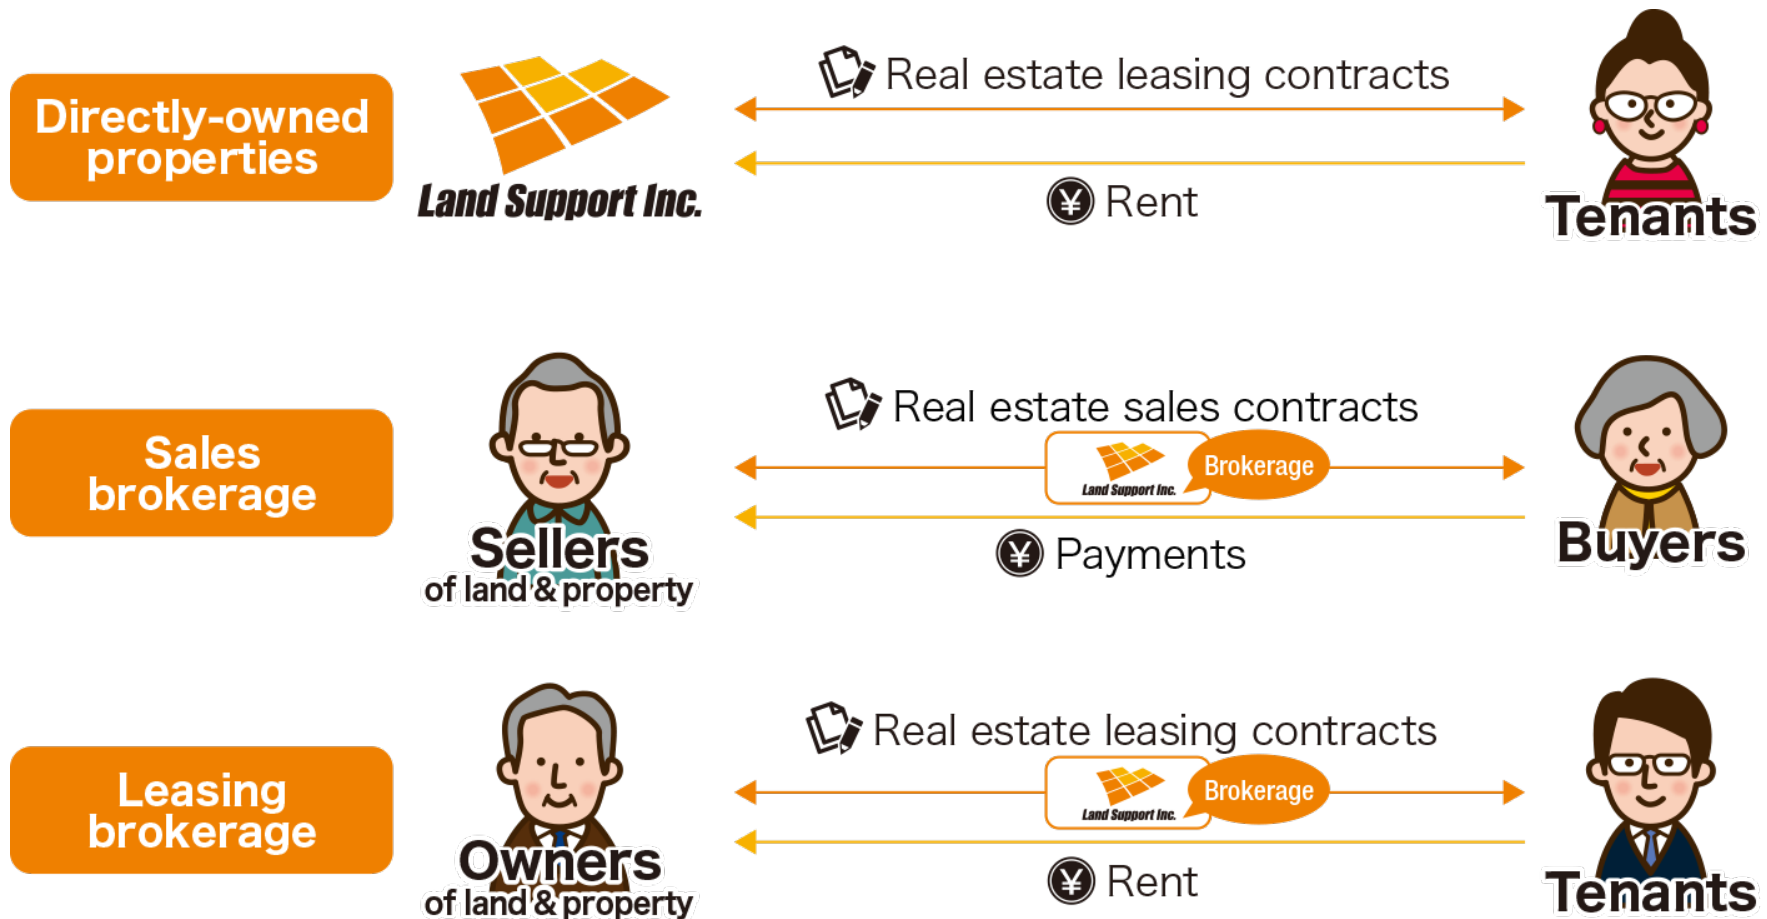 Directly-owned
properties
Land Support Inc.
Real estate leasing contracts
¥ Rent
Tenants
Sales
brokerage
Sellers
of land & property
Real estate sales contracts
Land Support Inc.
Brokerage
¥ Payments
Buyers
Leasing
brokerage
Owners
of land & property
Real estate leasing contracts
Land Support Inc.
Brokerage
¥ Rent
Tenants